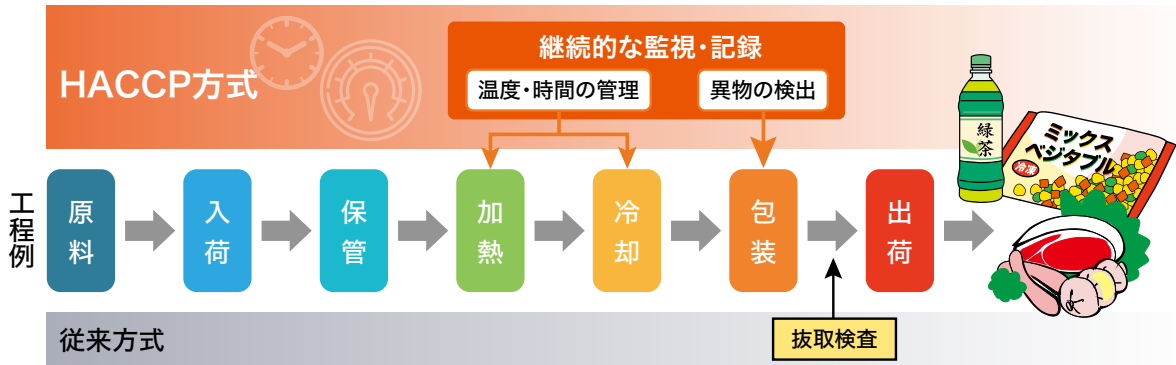 継続的な監視・記録
HACCP方式
温度・時間の管理
異物の検出
緑茶
ミックス
ベジタブル
冷凍
工程例
原料
入荷
保管
加熱
冷却
包装
出荷
従来方式
抜取検査